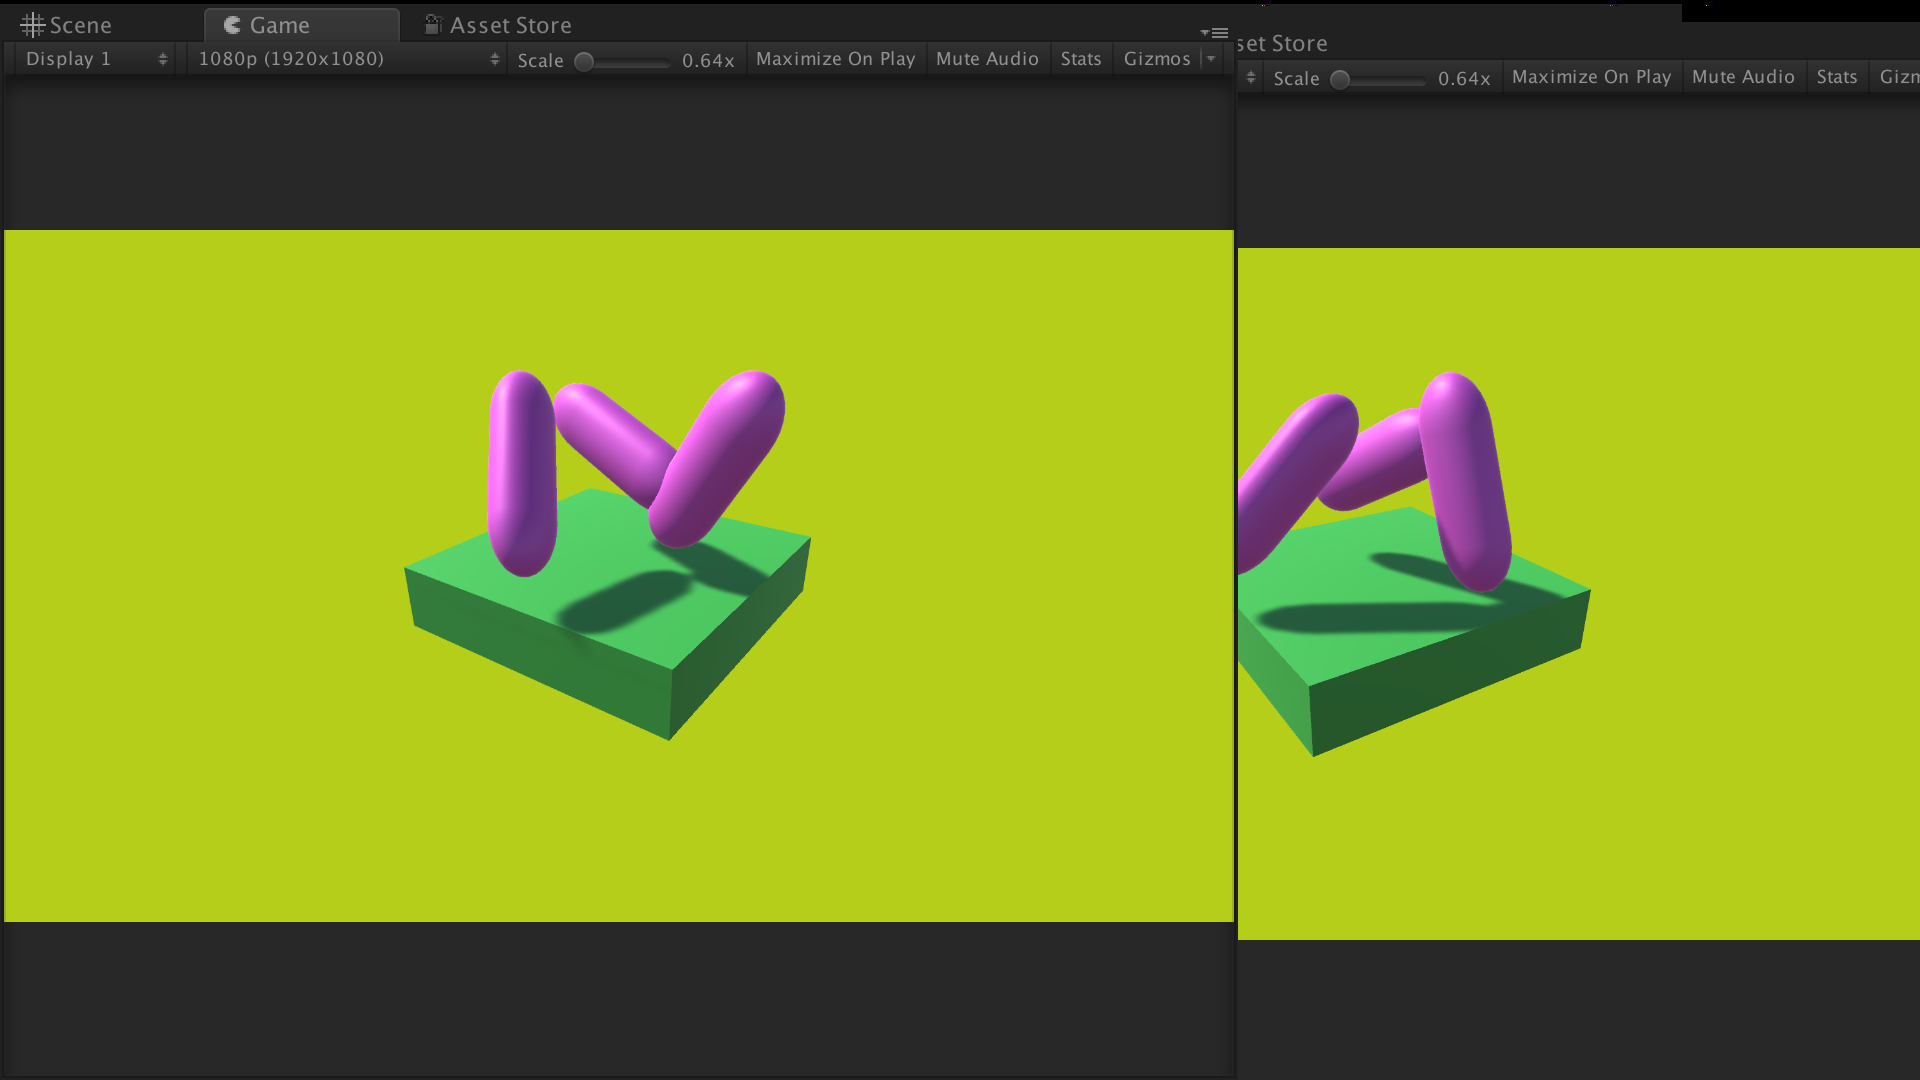 Scene Game Asset Store
Display 1 1080p (1920x1080) Scale 0.64x Maximize On Play Mute Audio Stats Gizmos
set Store
Scale 0.64x Maximize On Play Mute Audio Stats Gizm